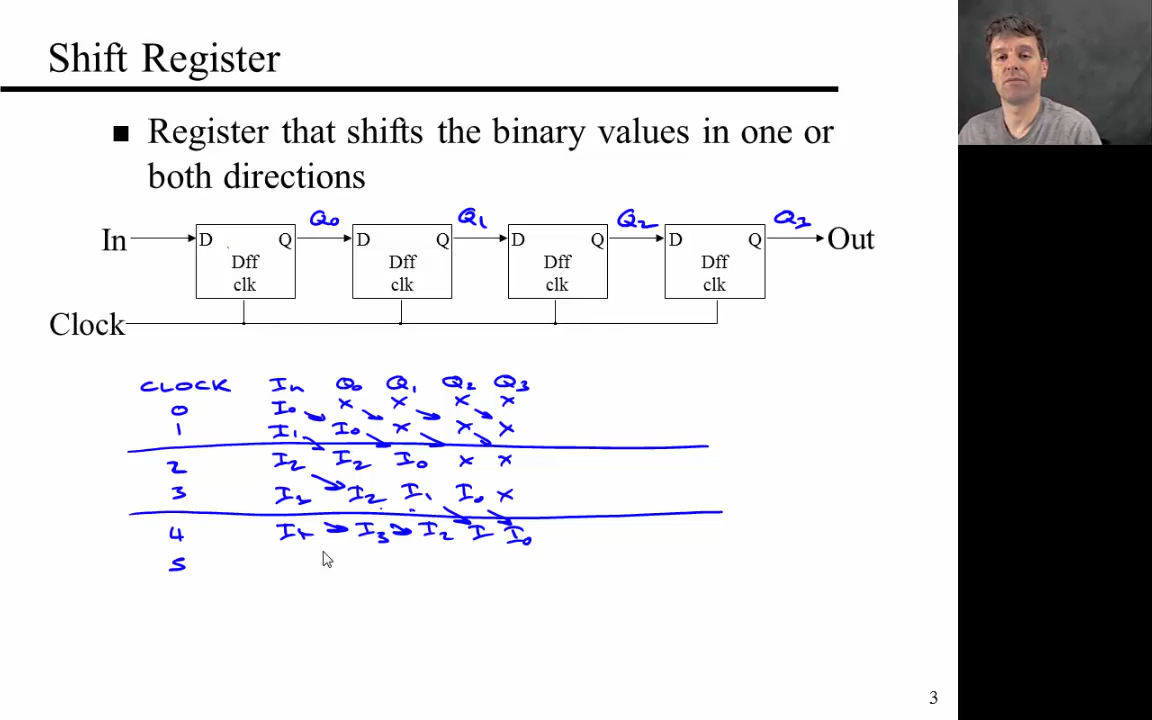 Shift Register
■ Register that shifts the binary values in one or
both directions
Q0 Q1 Q2 Q3
In D Q D Q D Q D Q Out
Dff Dff Dff Dff
clk clk clk clk
Clock
CLOCK In Q0 Q1 Q2 Q3
0 I0 x x x x
1 I1 I0 x x x
2 I2 I2 I0 x x
3 I3 I2 I1 I0 x
4 I4 I3 I2 I I0
5
3